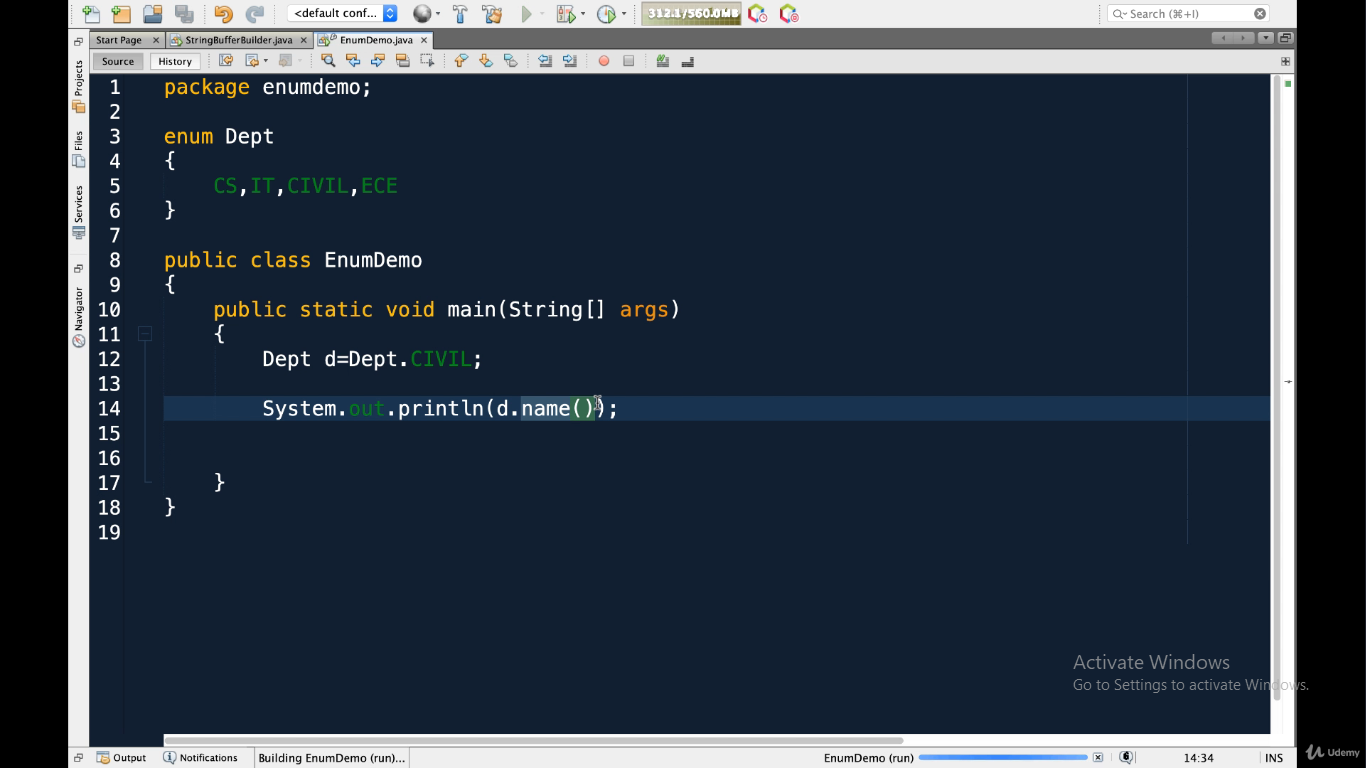 <default conf...
312.1/560.0MB
Search (⌘+I)
Start Page
StringBufferBuilder.java
EnumDemo.java
Source
History
Projects
Files
Services
Navigator
1 package enumdemo;
2
3 enum Dept
4 {
5 CS,IT,CIVIL,ECE
6 }
7
8 public class EnumDemo
9 {
10 public static void main(String[] args)
11 {
12 Dept d=Dept.CIVIL;
13
14 System.out.println(d.name());
15
16
17 }
18 }
19
Activate Windows
Go to Settings to activate Windows.
Output
Notifications
Building EnumDemo (run)...
EnumDemo (run)
6
14:34
INS
Udemy